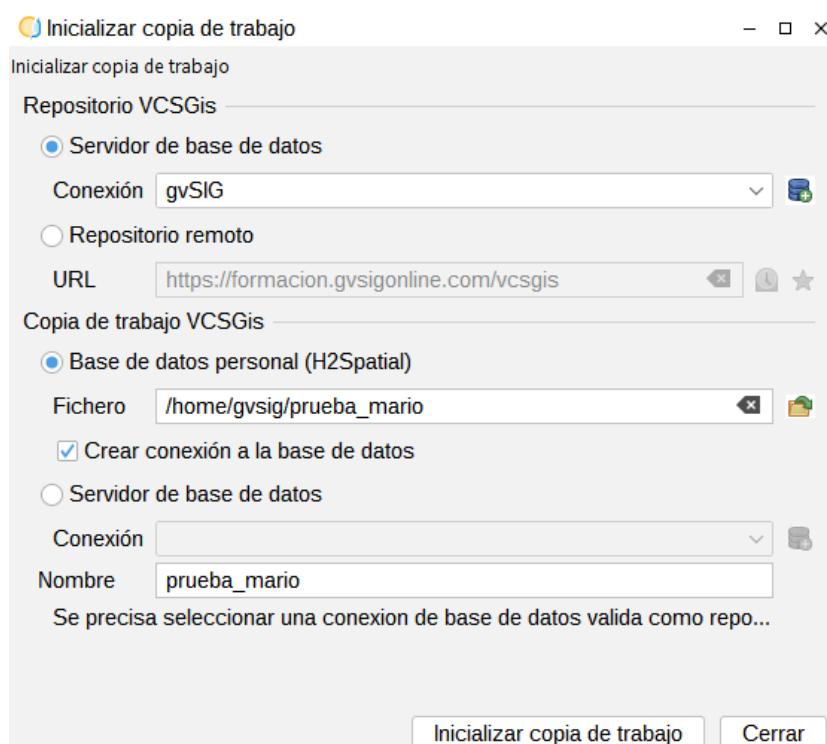 Inicializar copia de trabajo
Inicializar copia de trabajo
Repositorio VCSGis
Servidor de base de datos
Conexión gvSIG
Repositorio remoto
URL https://formacion.gvsigonline.com/vcsgis
Copia de trabajo VCSGis
Base de datos personal (H2Spatial)
Fichero /home/gvsig/prueba_mario
Crear conexión a la base de datos
Servidor de base de datos
Conexión
Nombre prueba_mario
Se precisa seleccionar una conexion de base de datos valida como repo...
Inicializar copia de trabajo Cerrar